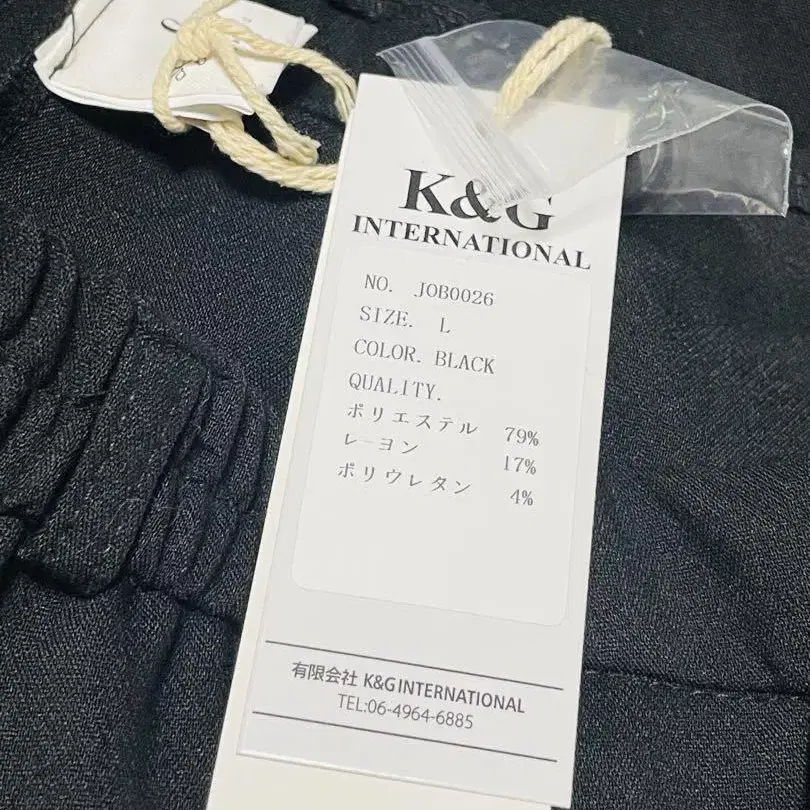 K&G
INTERNATIONAL
NO. JOB0026
SIZE. L
COLOR. BLACK
QUALITY.
ポリエステル 79%
レーヨン 17%
ポリウレタン 4%
有限会社 K&G INTERNATIONAL
TEL:06-4964-6885